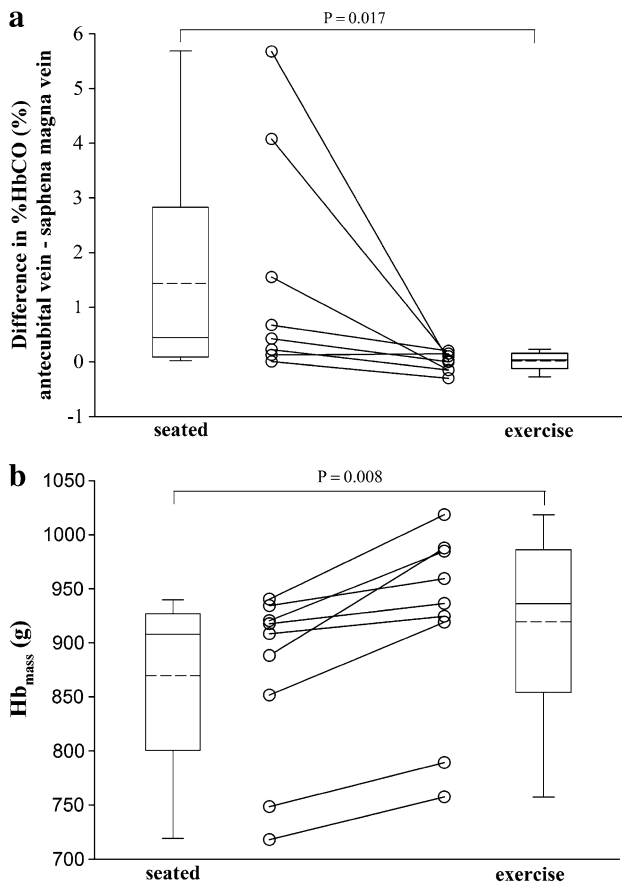 a
P = 0.017
Difference in %HbCO (%)
antecubital vein - saphena magna vein
6
5
4
3
2
1
0
-1
seated
exercise
b
P = 0.008
Hbmass (g)
1050
1000
950
900
850
800
750
700
seated
exercise